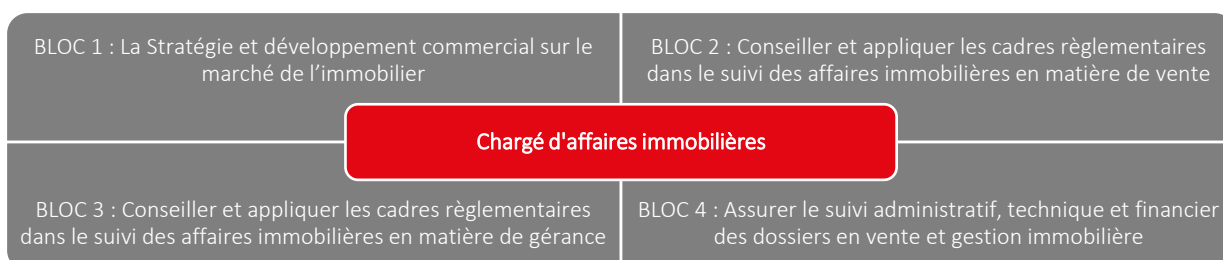 BLOC 1 : La Stratégie et développement commercial sur le
marché de l’immobilier
BLOC 2 : Conseiller et appliquer les cadres règlementaires
dans le suivi des affaires immobilières en matière de vente
Chargé d'affaires immobilières
BLOC 3 : Conseiller et appliquer les cadres règlementaires
dans le suivi des affaires immobilières en matière de gérance
BLOC 4 : Assurer le suivi administratif, technique et financier
des dossiers en vente et gestion immobilière